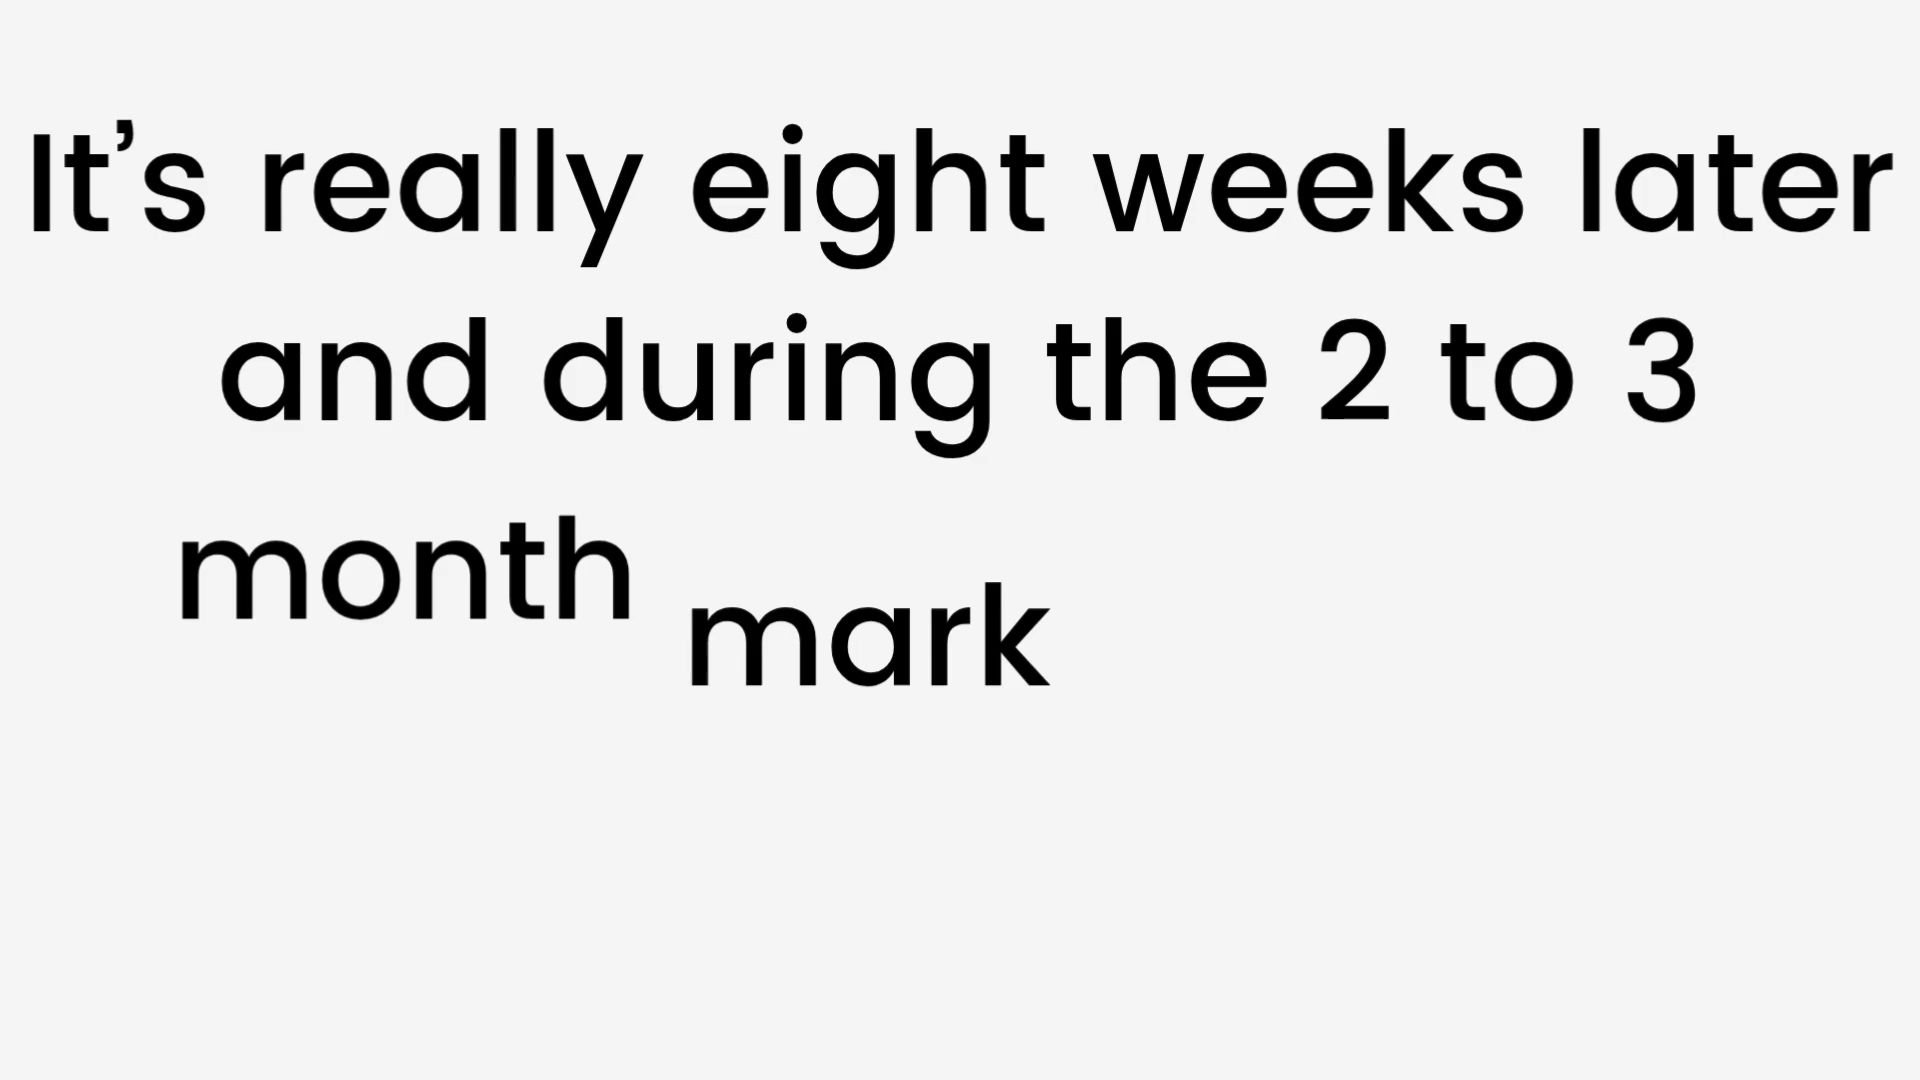 It’s really eight weeks later
and during the 2 to 3
month mark